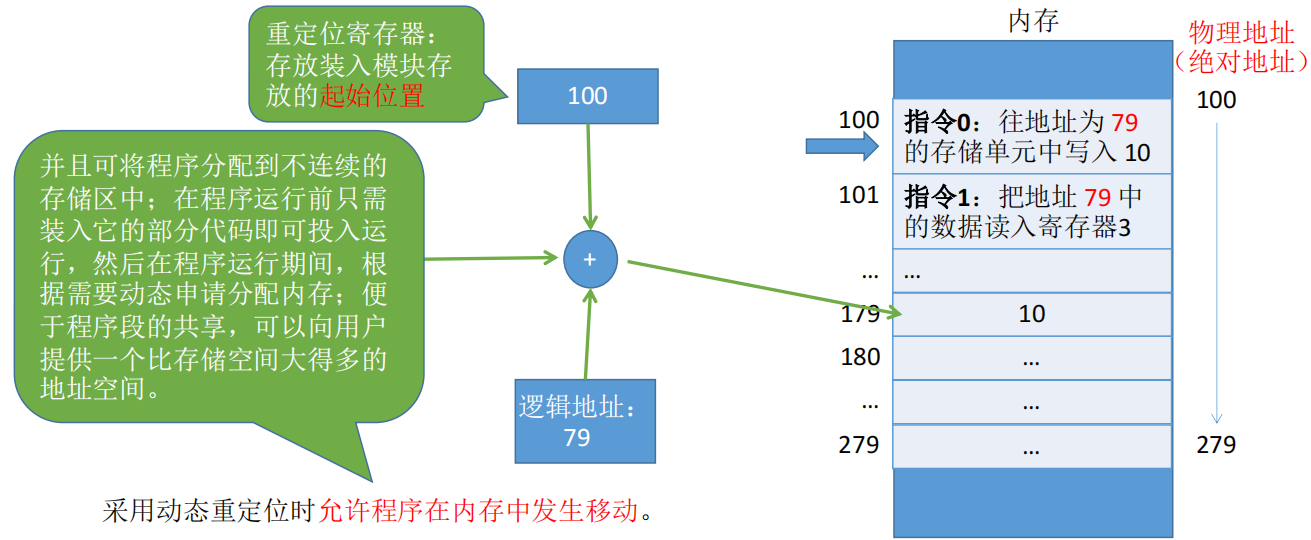 重定位寄存器：
存放装入模块存
放的起始位置
100
并且可将程序分配到不连续的
存储区中；在程序运行前只需
装入它的部分代码即可投入运
行，然后在程序运行期间，根
据需要动态申请分配内存；便
于程序段的共享，可以向用户
提供一个比存储空间大得多的
地址空间。
+
逻辑地址：
79
采用动态重定位时允许程序在内存中发生移动。
内存
物理地址
（绝对地址）
100
279
100
指令0：往地址为 79
的存储单元中写入 10
101
指令1：把地址 79 中
的数据读入寄存器3
... ...
179
10
180
...
...
...
279
...